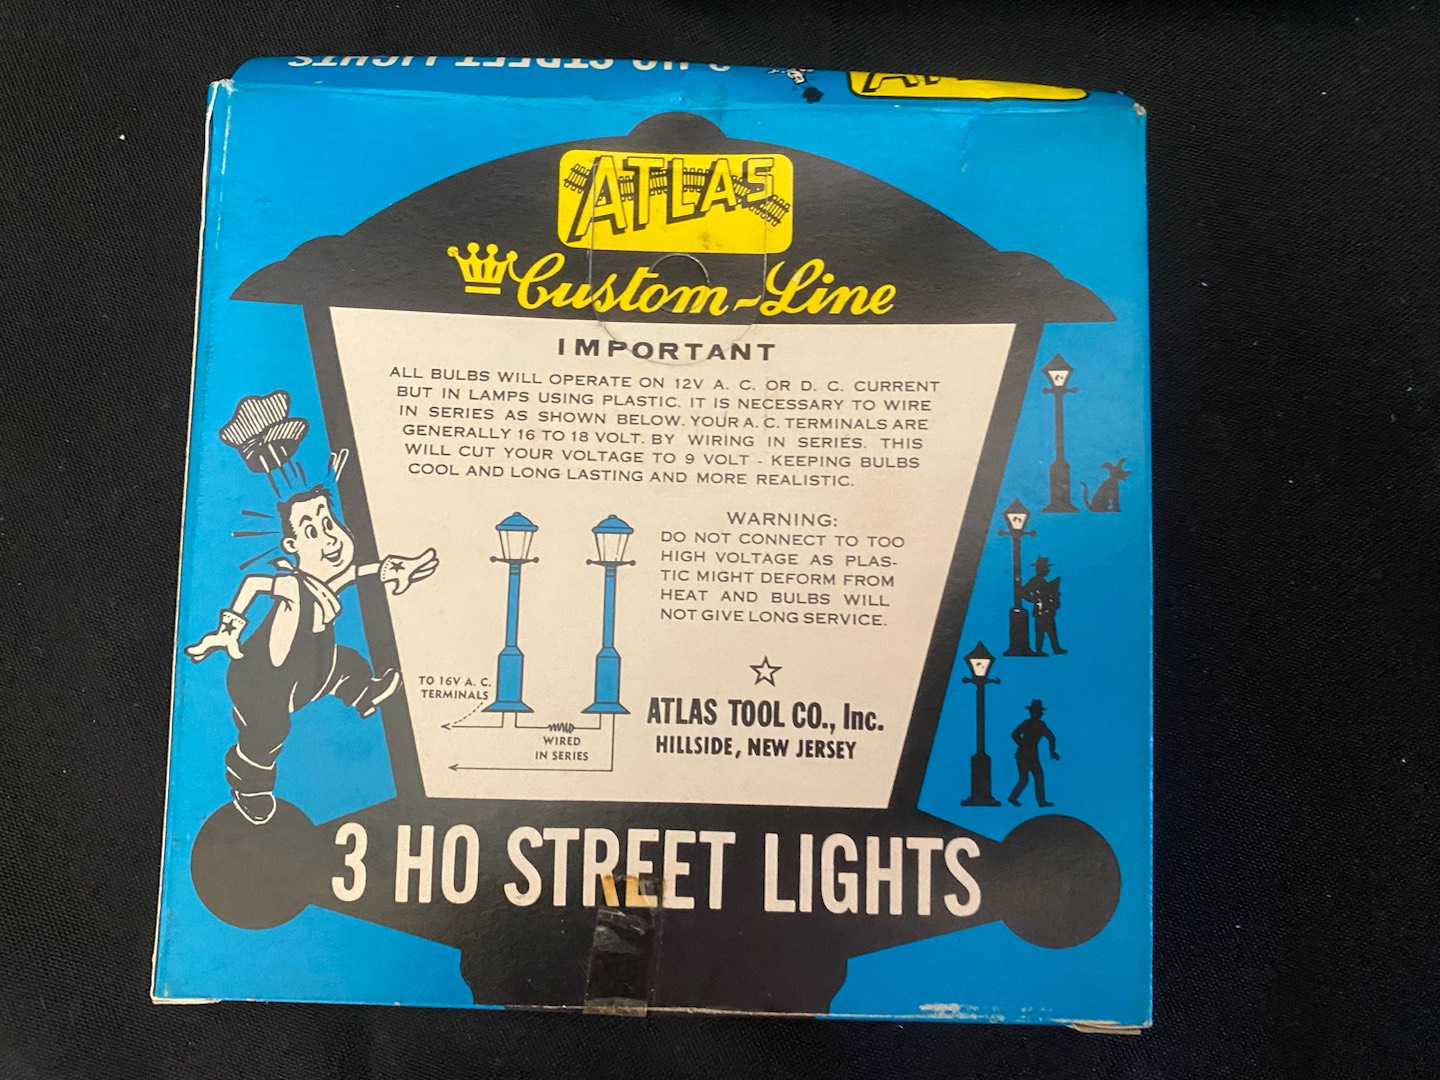 3 HO STREET LIGHTS
ATLAS
ATLAS
Custom-Line
IMPORTANT
ALL BULBS WILL OPERATE ON 12V A. C. OR D. C. CURRENT
BUT IN LAMPS USING PLASTIC. IT IS NECESSARY TO WIRE
IN SERIES AS SHOWN BELOW. YOUR A. C. TERMINALS ARE
GENERALLY 16 TO 18 VOLT. BY WIRING IN SERIES. THIS
WILL CUT YOUR VOLTAGE TO 9 VOLT - KEEPING BULBS
COOL AND LONG LASTING AND MORE REALISTIC.
WARNING:
DO NOT CONNECT TO TOO
HIGH VOLTAGE AS PLAS-
TIC MIGHT DEFORM FROM
HEAT AND BULBS WILL
NOT GIVE LONG SERVICE.
TO 16V A. C.
TERMINALS
WIRED
IN SERIES
ATLAS TOOL CO., Inc.
HILLSIDE, NEW JERSEY
3 HO STREET LIGHTS